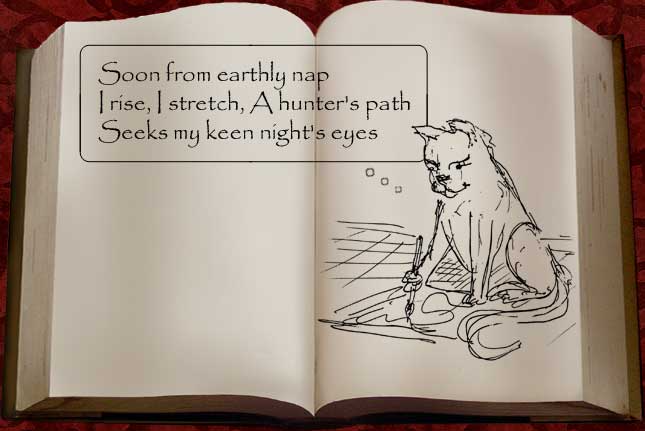 Soon from earthly nap
I rise, I stretch, A hunter's path
Seeks my keen night's eyes